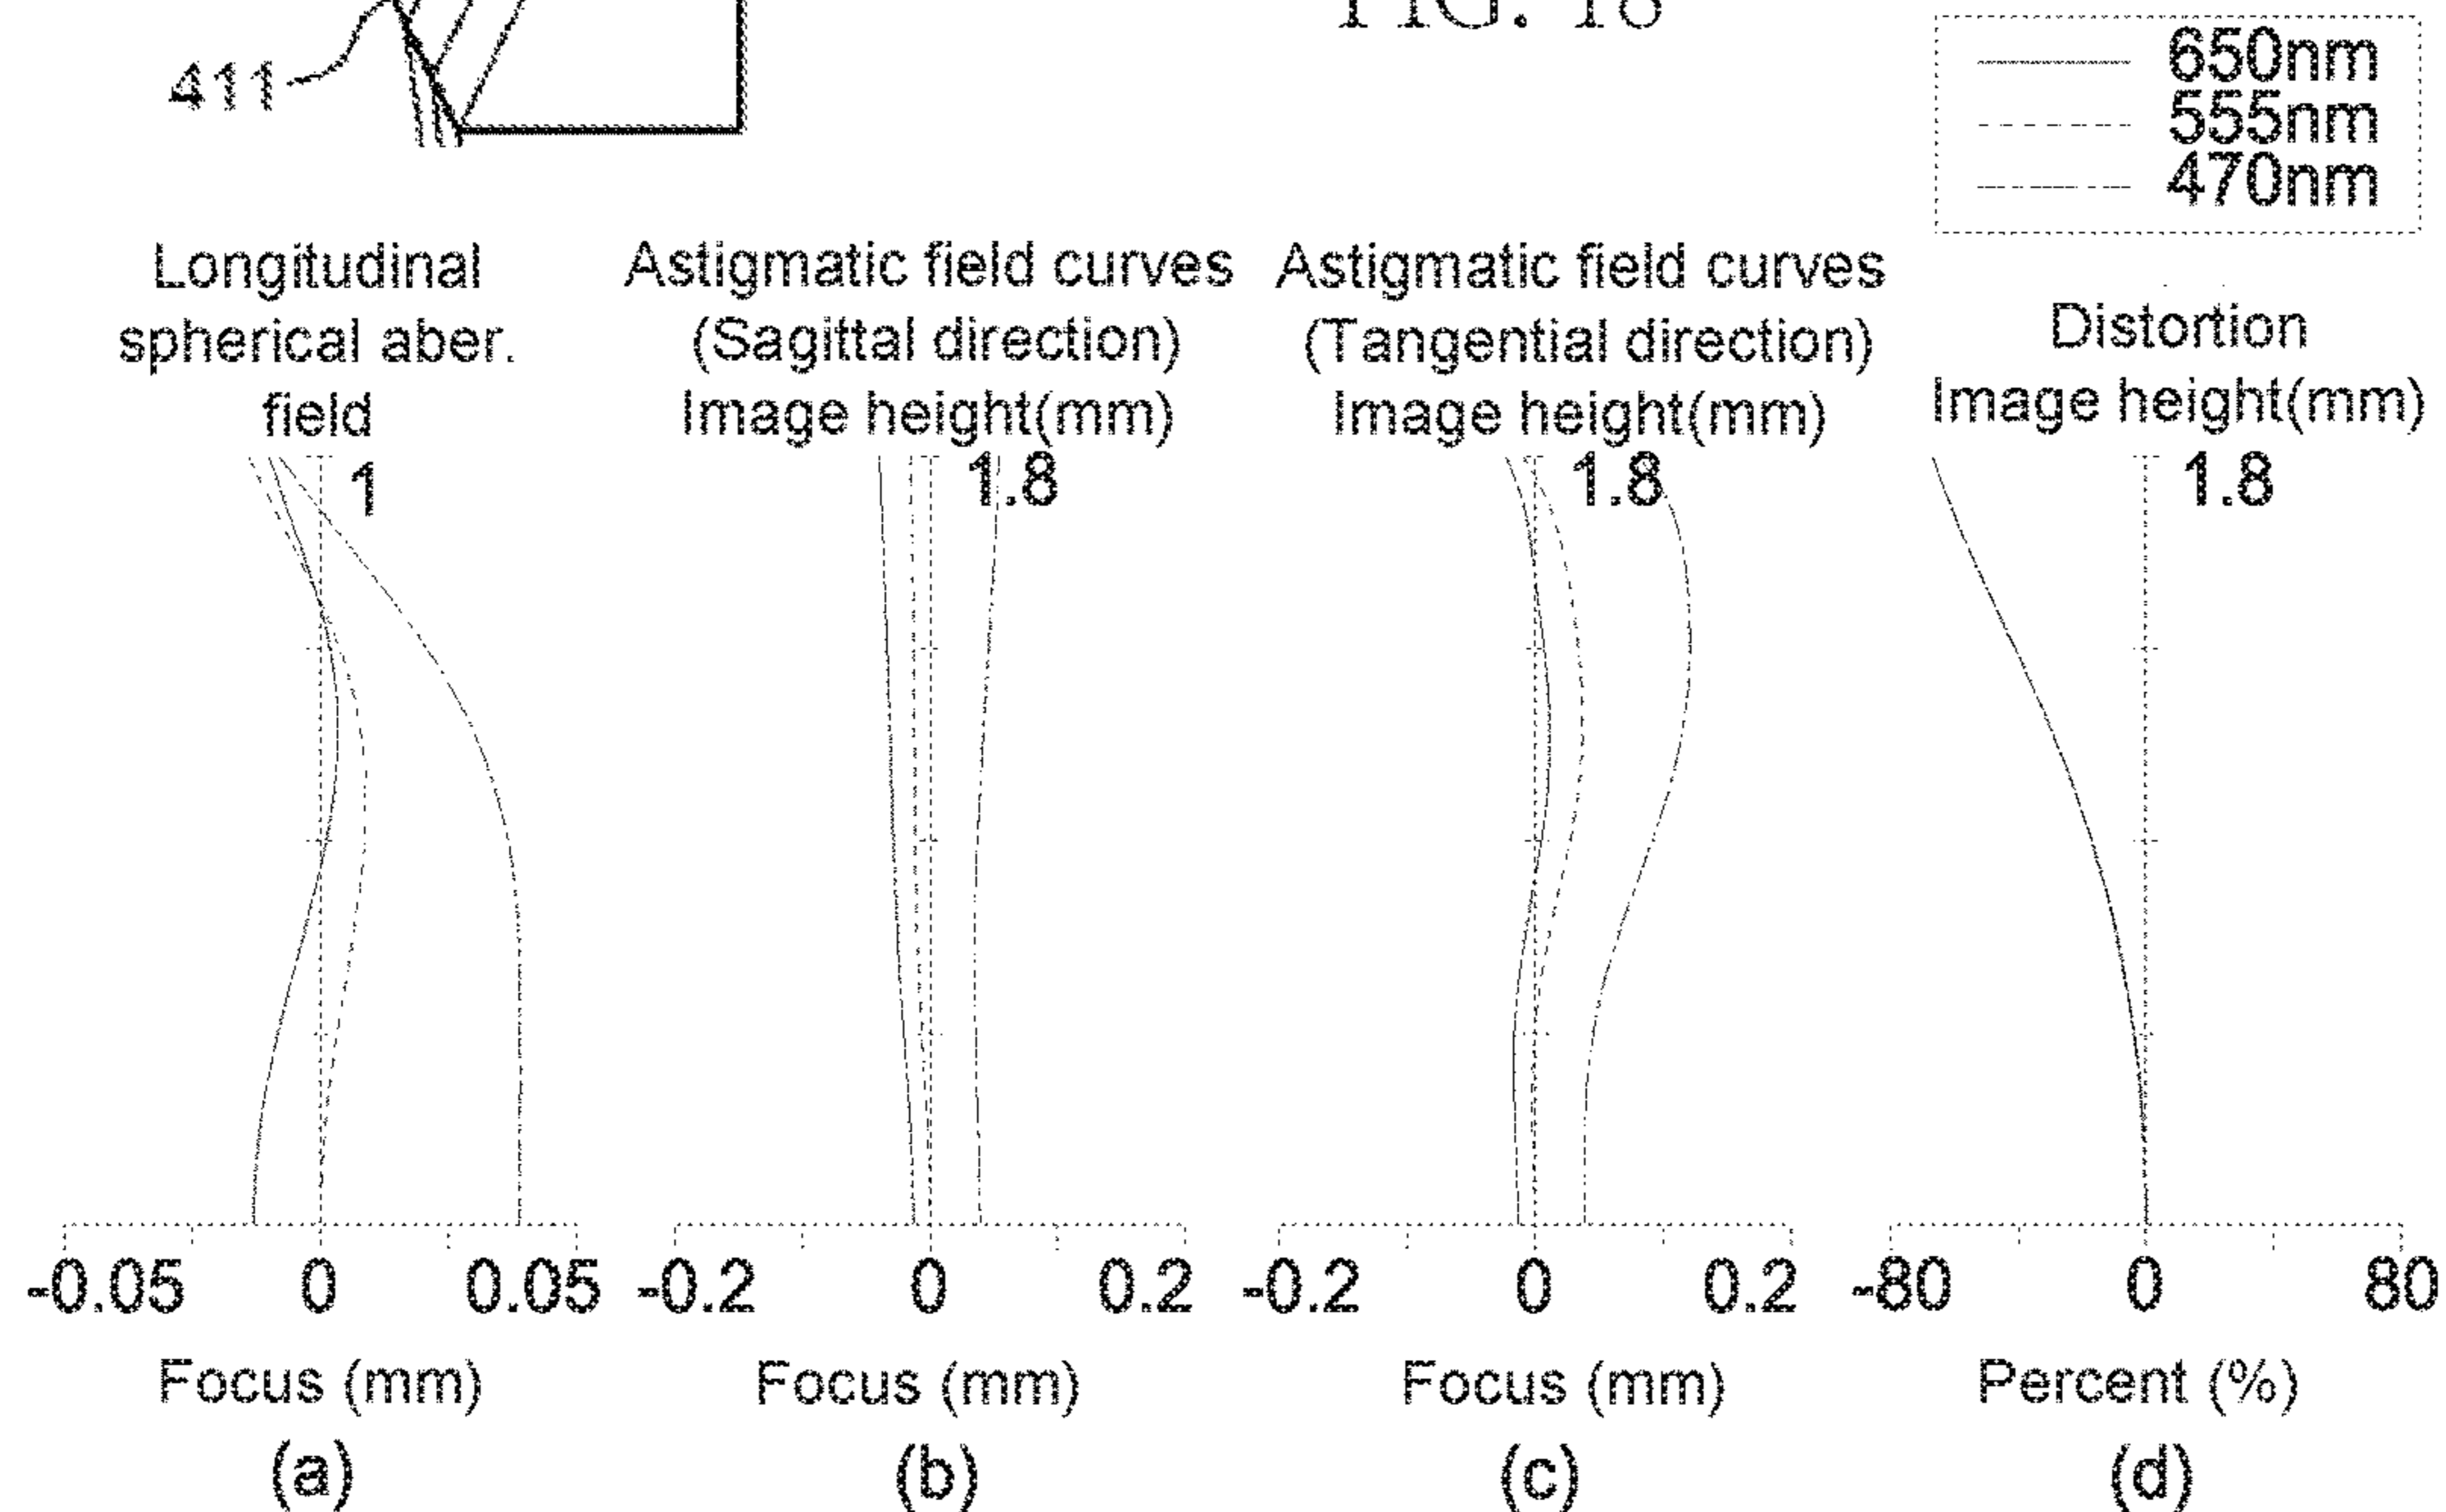 FIG. 18
411
650nm
555nm
470nm
Longitudinal
spherical aber.
field
Astigmatic field curves
(Sagittal direction)
Image height(mm)
Astigmatic field curves
(Tangential direction)
Image height(mm)
Distortion
Image height(mm)
1
1.8
1.8
1.8
-0.05 0 0.05
-0.2 0 0.2
-0.2 0 0.2
-80 0 80
Focus (mm)
Focus (mm)
Focus (mm)
Percent (%)
(a)
(b)
(c)
(d)